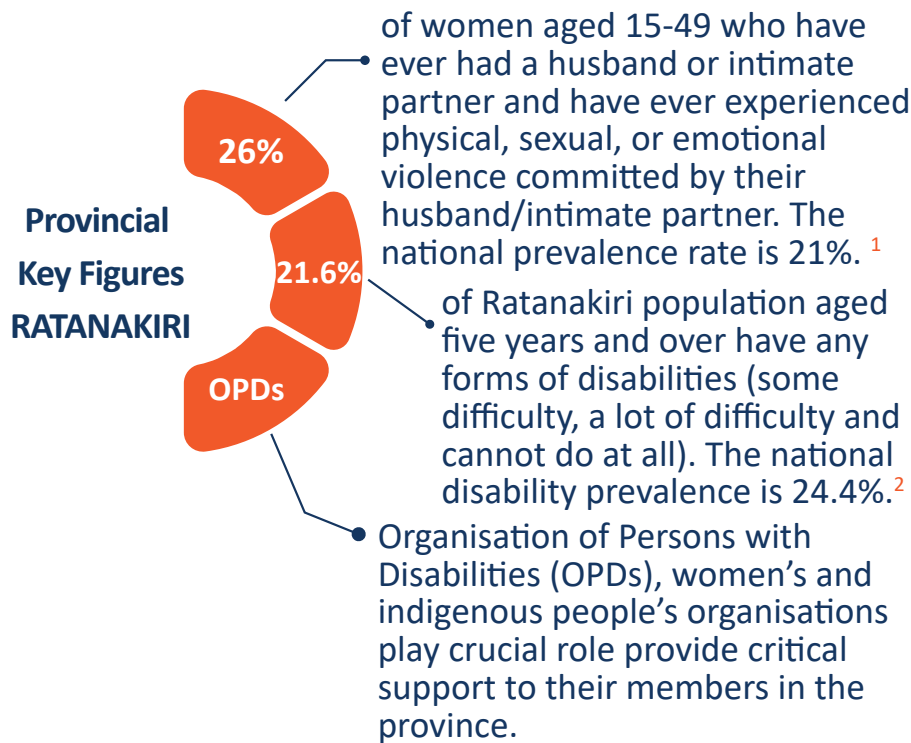 Provincial
Key Figures
RATANAKIRI
26%
of women aged 15-49 who have
ever had a husband or intimate
partner and have ever experienced
physical, sexual, or emotional
violence committed by their
husband/intimate partner. The
national prevalence rate is 21%. 1
21.6%
of Ratanakiri population aged
five years and over have any
forms of disabilities (some
difficulty, a lot of difficulty and
cannot do at all). The national
disability prevalence is 24.4%.2
OPDs
Organisation of Persons with
Disabilities (OPDs), women’s and
indigenous people’s organisations
play crucial role provide critical
support to their members in the
province.